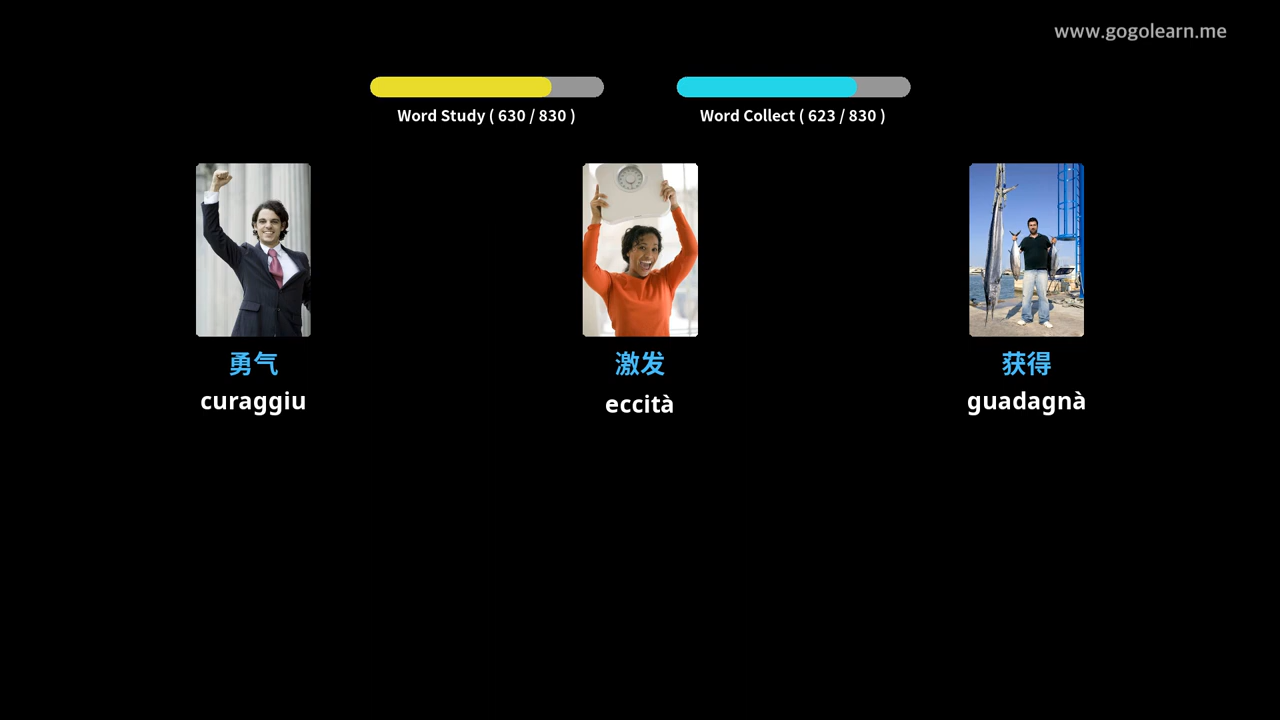 www.gogolearn.me
Word Study ( 630 / 830 )
Word Collect ( 623 / 830 )
勇气
激发
获得
curaggiu
eccità
guadagnà